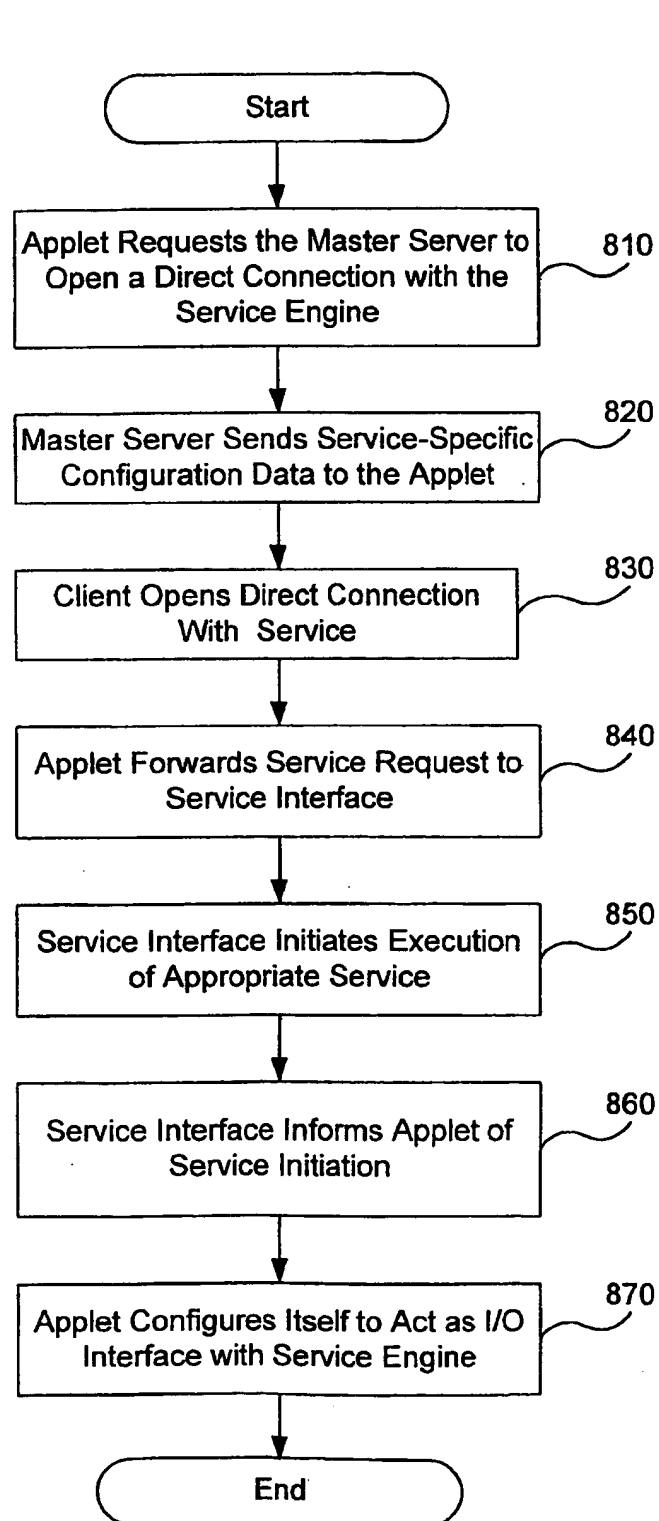 Start
Applet Requests the Master Server to
Open a Direct Connection with the
Service Engine
810
Master Server Sends Service-Specific
Configuration Data to the Applet
820
Client Opens Direct Connection
With Service
830
Applet Forwards Service Request to
Service Interface
840
Service Interface Initiates Execution
of Appropriate Service
850
Service Interface Informs Applet of
Service Initiation
860
Applet Configures Itself to Act as I/O
Interface with Service Engine
870
End